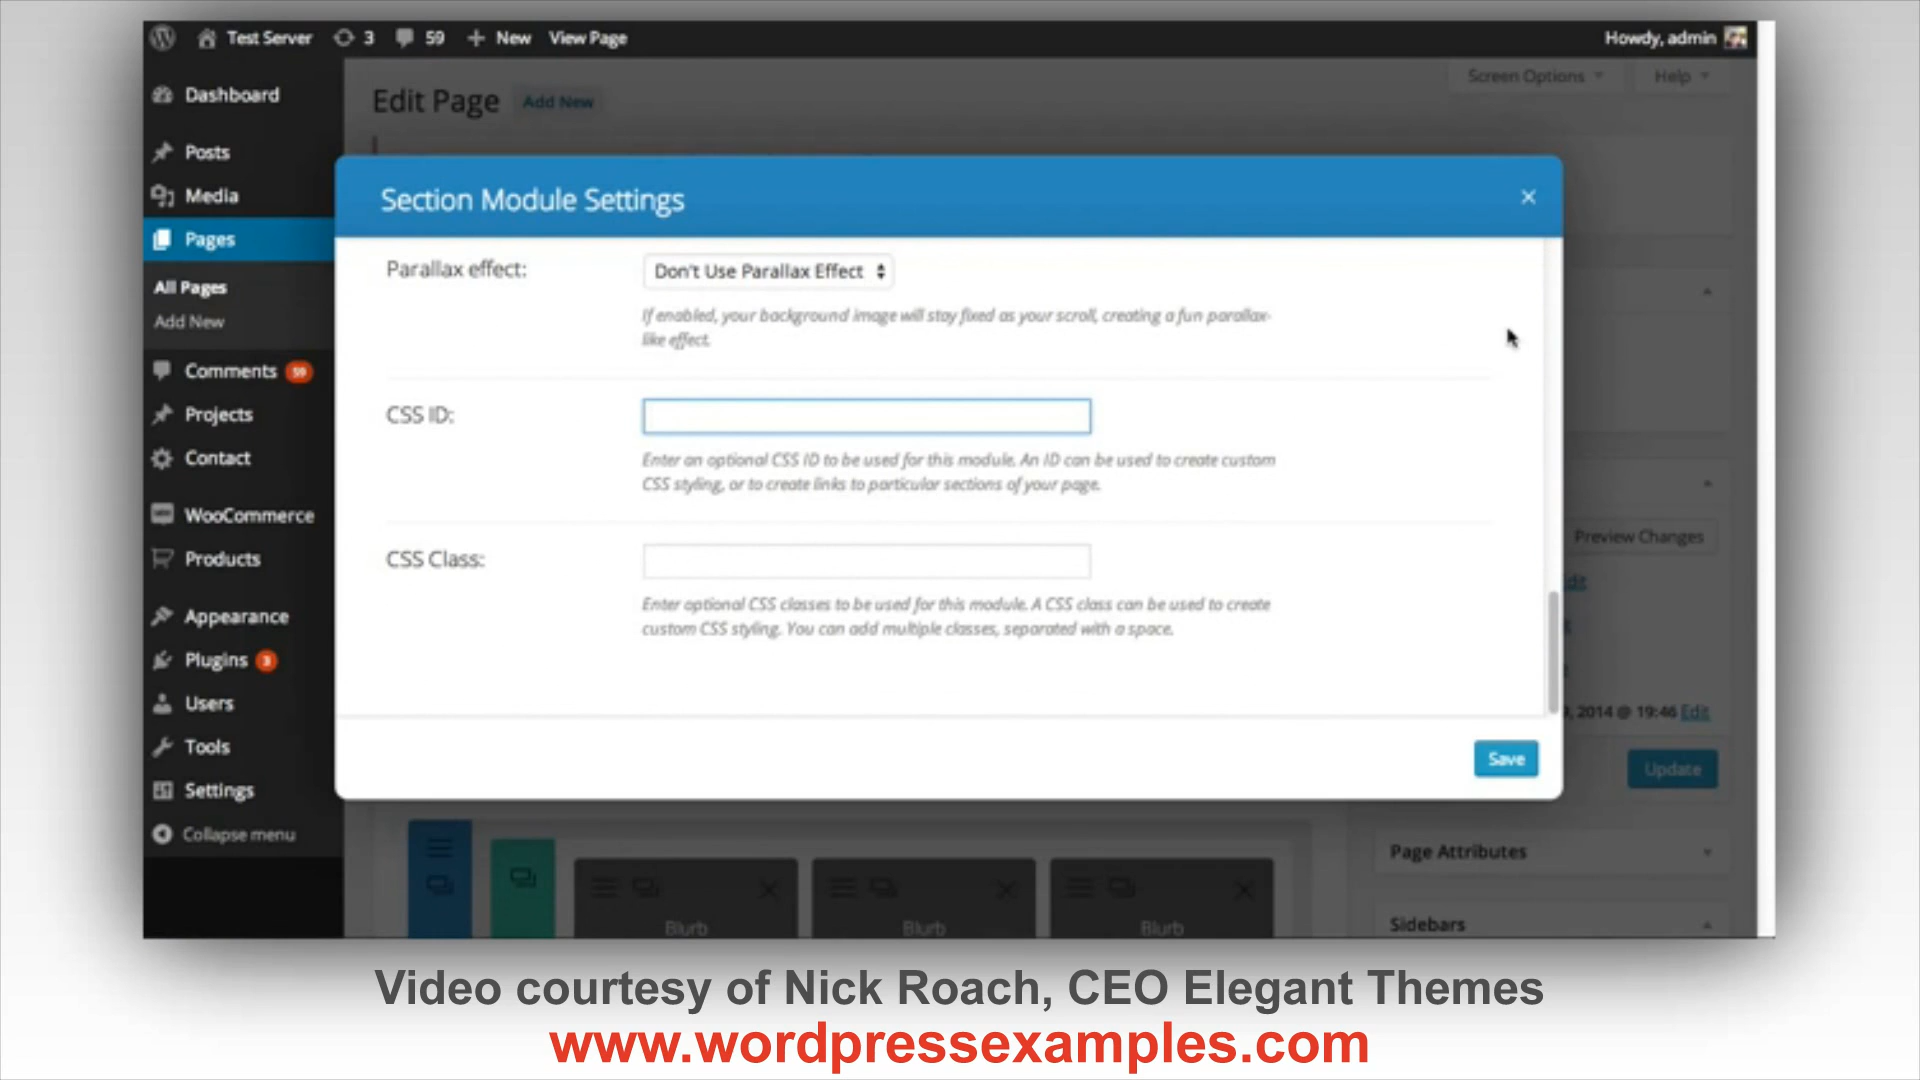 Test Server 3 59 + New View Page Howdy, admin
Screen Options Help
Dashboard
Posts
Media
Pages
All Pages
Add New
Comments 59
Projects
Contact
WooCommerce
Products
Appearance
Plugins 3
Users
Tools
Settings
Collapse menu
Edit Page Add New
Section Module Settings ×
Parallax effect: Don't Use Parallax Effect
If enabled, your background image will stay fixed as your scroll, creating a fun parallax-
like effect.
CSS ID:
Enter an optional CSS ID to be used for this module. An ID can be used to create custom
CSS styling, or to create links to particular sections of your page.
CSS Class:
Enter optional CSS classes to be used for this module. A CSS class can be used to create
custom CSS styling. You can add multiple classes, separated with a space.
Save
Preview Changes
2014 @ 19:46 Edit
Update
Page Attributes
Sidebars
Blurb Blurb Blurb
Video courtesy of Nick Roach, CEO Elegant Themes
www.wordpressexamples.com